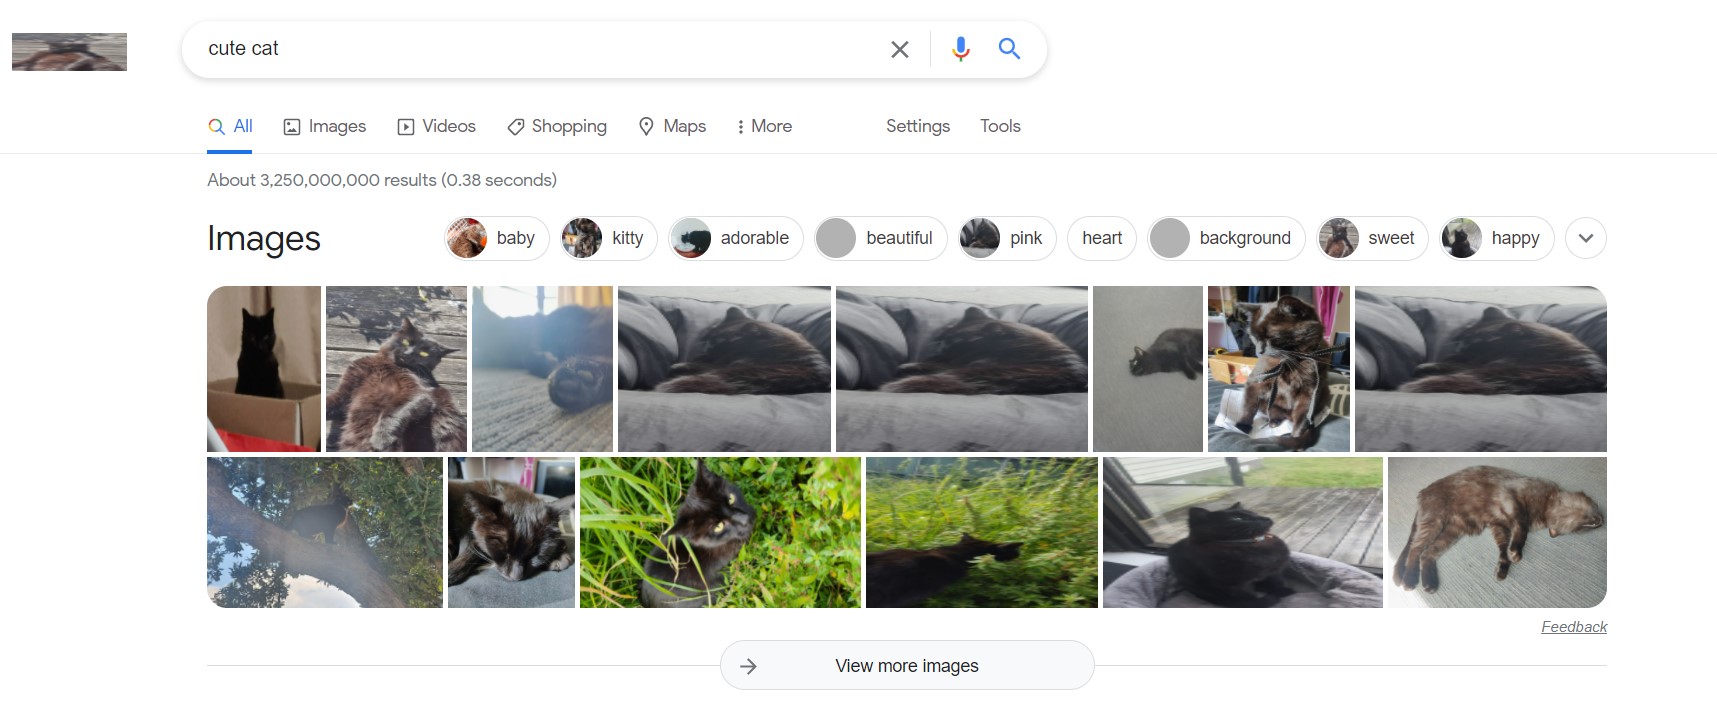 cute cat
All Images Videos Shopping Maps More Settings Tools
About 3,250,000,000 results (0.38 seconds)
Images baby kitty adorable beautiful pink heart background sweet happy
Feedback
View more images